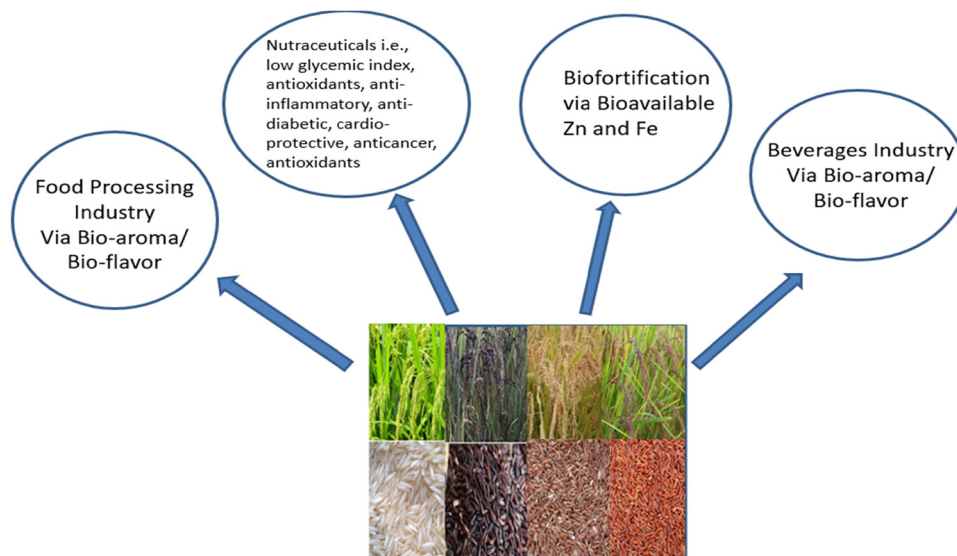 Food Processing
Industry
Via Bio-aroma/
Bio-flavor
Nutraceuticals i.e.,
low glycemic index,
antioxidants, anti-
inflammatory, anti-
diabetic, cardio-
protective, anticancer,
antioxidants
Biofortification
via Bioavailable
Zn and Fe
Beverages Industry
Via Bio-aroma/
Bio-flavor